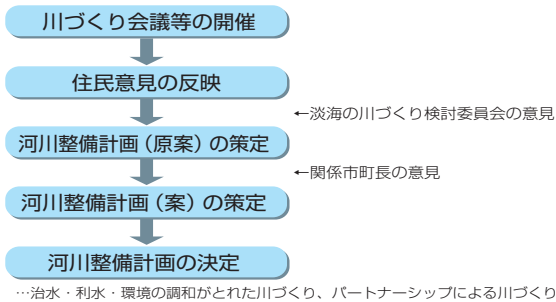 川づくり会議等の開催
住民意見の反映
←淡海の川づくり検討委員会の意見
河川整備計画（原案）の策定
←関係市町長の意見
河川整備計画（案）の策定
河川整備計画の決定
…治水・利水・環境の調和がとれた川づくり、パートナーシップによる川づくり